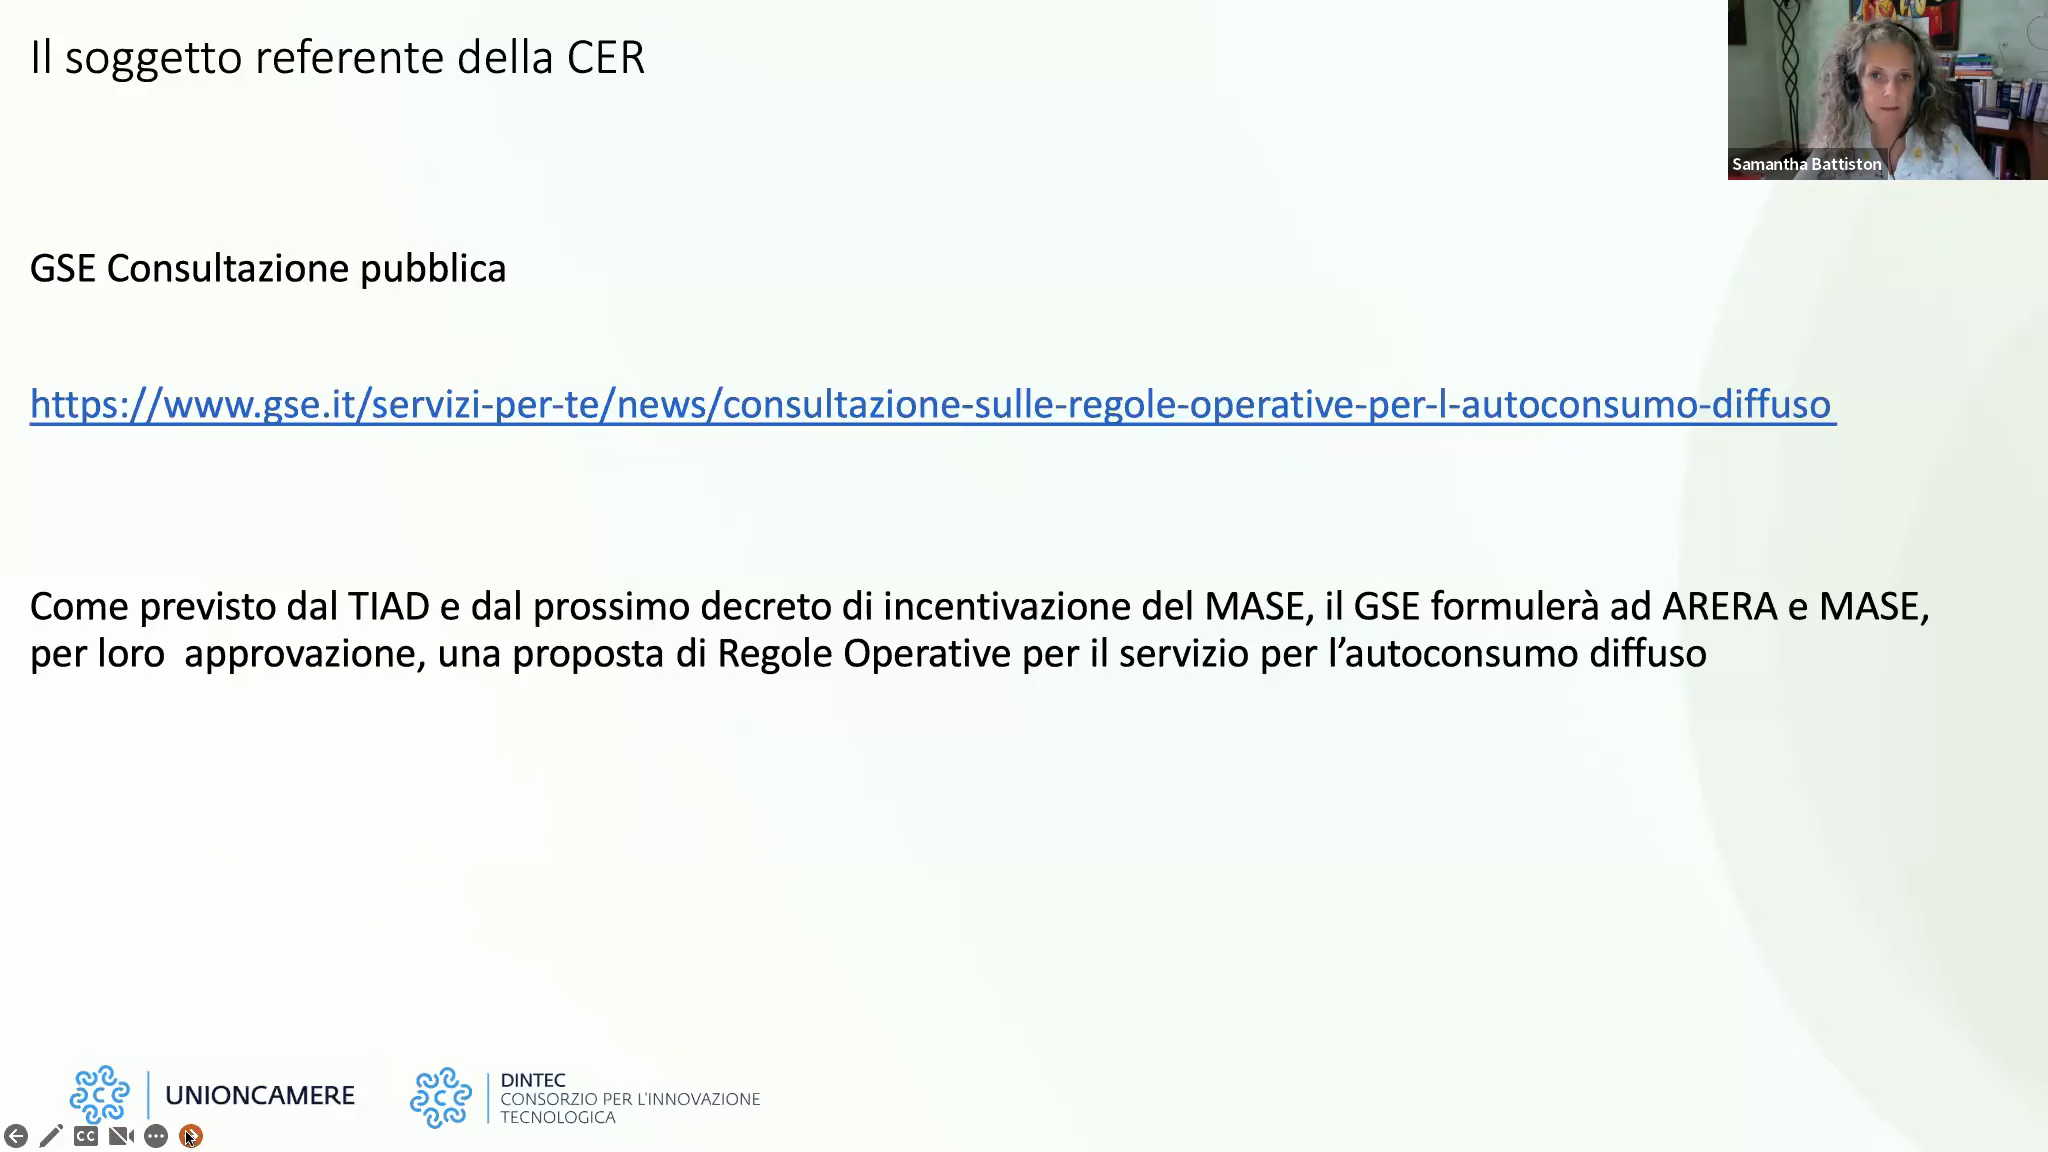 Il soggetto referente della CER
Samantha Battiston
GSE Consultazione pubblica
https://www.gse.it/servizi-per-te/news/consultazione-sulle-regole-operative-per-l-autoconsumo-diffuso
Come previsto dal TIAD e dal prossimo decreto di incentivazione del MASE, il GSE formulerà ad ARERA e MASE,
per loro  approvazione, una proposta di Regole Operative per il servizio per l’autoconsumo diffuso
UNIONCAMERE
DINTEC
CONSORZIO PER L'INNOVAZIONE
TECNOLOGICA
CC